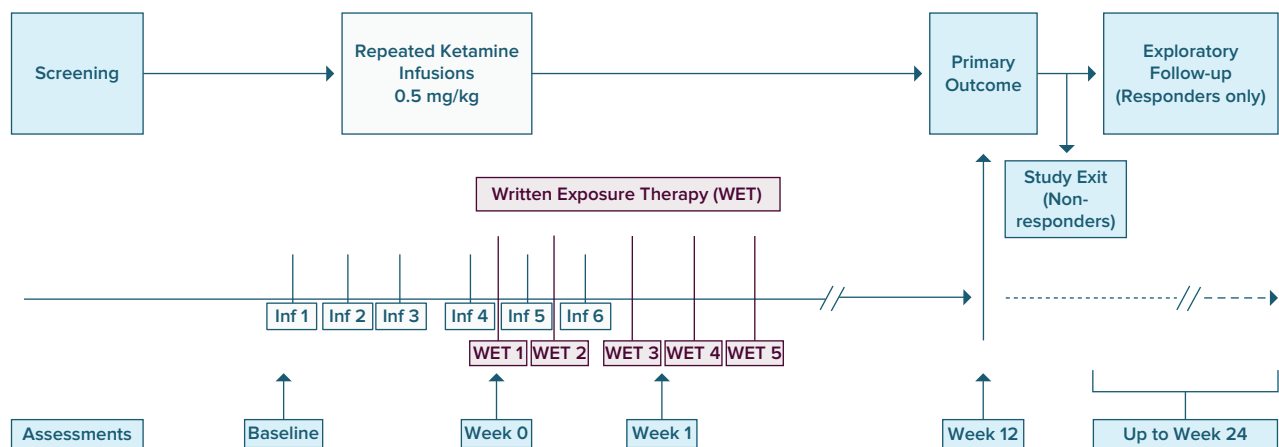 Screening
Repeated Ketamine
Infusions
0.5 mg/kg
Primary
Outcome
Exploratory
Follow-up
(Responders only)
Study Exit
(Non-
responders)
Written Exposure Therapy (WET)
Inf 1
Inf 2
Inf 3
Inf 4
Inf 5
Inf 6
WET 1
WET 2
WET 3
WET 4
WET 5
Assessments
Baseline
Week 0
Week 1
Week 12
Up to Week 24